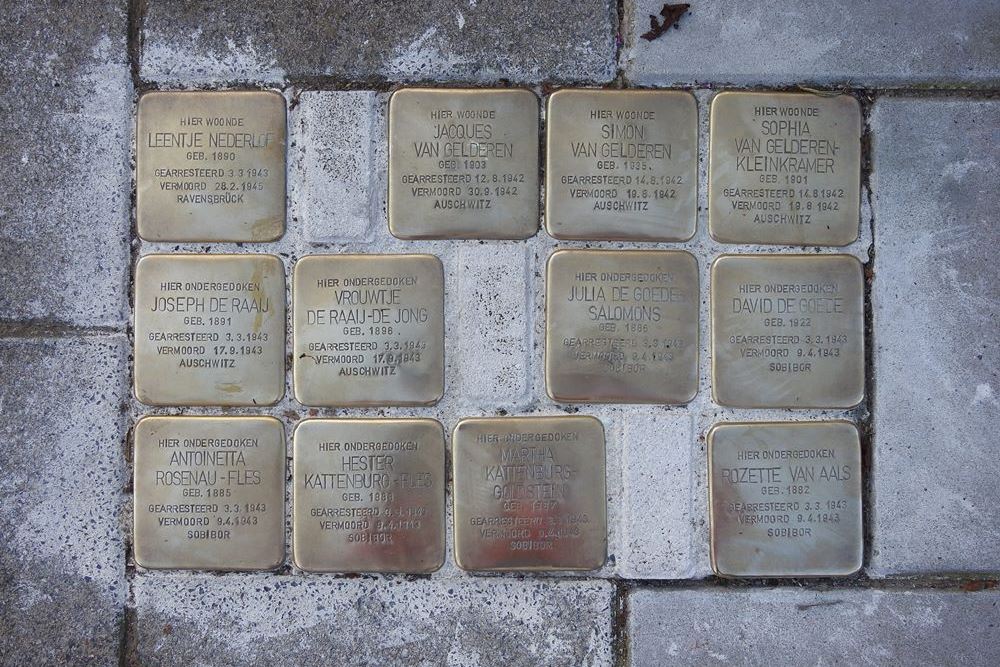 HIER WOONDE
LEENTJE NEDERLOF
GEB. 1890
GEARRESTEERD 3.3.1943
VERMOORD 28.2.1945
RAVENSBRÜCK
HIER WOONDE
JACQUES
VAN GELDEREN
GEB. 1903
GEARRESTEERD 12.8.1942
VERMOORD 30.9.1942
AUSCHWITZ
HIER WOONDE
SIMON
VAN GELDEREN
GEB. 1935
GEARRESTEERD 14.8.1942
VERMOORD 19.8.1942
AUSCHWITZ
HIER WOONDE
SOPHIA
VAN GELDEREN-
KLEINKRAMER
GEB. 1901
GEARRESTEERD 14.8.1942
VERMOORD 19.8.1942
AUSCHWITZ
HIER ONDERGEDOKEN
JOSEPH DE RAAIJ
GEB. 1891
GEARRESTEERD 3.3.1943
VERMOORD 17.9.1943
AUSCHWITZ
HIER ONDERGEDOKEN
VROUWTJE
DE RAAIJ-DE JONG
GEB. 1898
GEARRESTEERD 3.3.1943
VERMOORD 17.9.1943
AUSCHWITZ
HIER ONDERGEDOKEN
JULIA DE GOEDE-
SALOMONS
GEB. 1886
GEARRESTEERD 3.3.1943
VERMOORD 9.4.1943
SOBIBOR
HIER ONDERGEDOKEN
DAVID DE GOEDE
GEB. 1922
GEARRESTEERD 3.3.1943
VERMOORD 9.4.1943
SOBIBOR
HIER ONDERGEDOKEN
ANTOINETTA
ROSENAU-FLES
GEB. 1885
GEARRESTEERD 3.3.1943
VERMOORD 9.4.1943
SOBIBOR
HIER ONDERGEDOKEN
HESTER
KATTENBURG-FLES
GEB. 1888
GEARRESTEERD 3.3.1943
VERMOORD 9.4.1943
SOBIBOR
HIER ONDERGEDOKEN
MARTHA
KATTENBURG-
GOLDSTEIN
GEB.
GEARRESTEERD 3.3.1943
VERMOORD 9.4.1943
SOBIBOR
HIER ONDERGEDOKEN
ROZETTE VAN AALS
GEB. 1882
GEARRESTEERD 3.3.1943
VERMOORD 9.4.1943
SOBIBOR